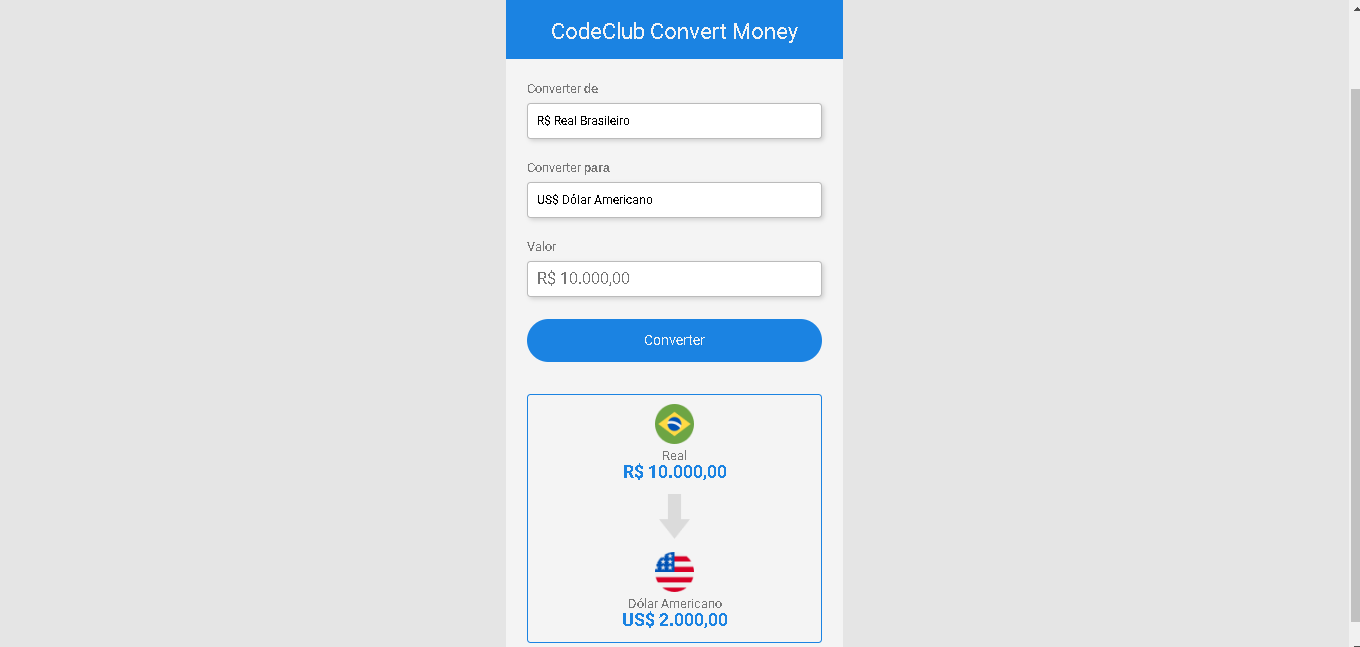 CodeClub Convert Money
Converter de
R$ Real Brasileiro
Converter para
US$ Dólar Americano
Valor
R$ 10.000,00
Converter
Real
R$ 10.000,00
Dólar Americano
US$ 2.000,00